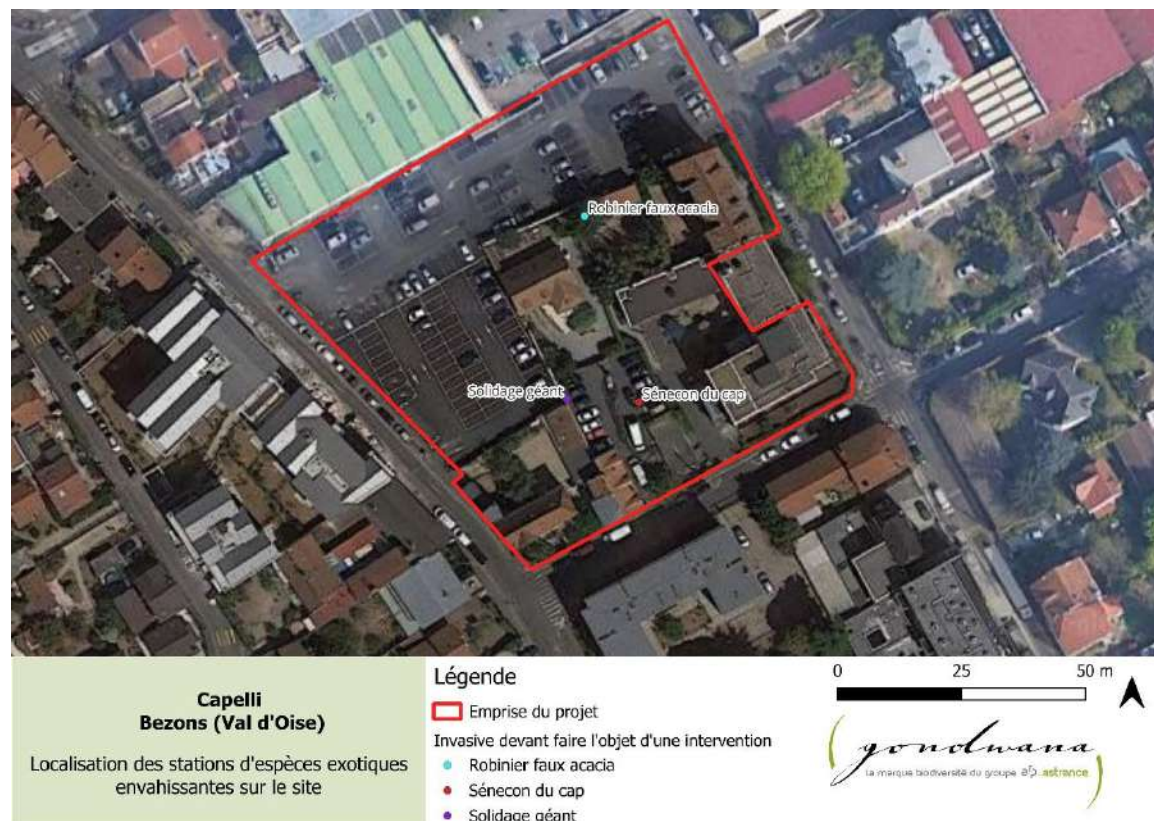 Robinier faux acacia
Solidage géant
Sénecon du cap
Capelli
Bezons (Val d'Oise)
Localisation des stations d'espèces exotiques
envahissantes sur le site
Légende
Emprise du projet
Invasive devant faire l'objet d'une intervention
Robinier faux acacia
Sénecon du cap
Solidage géant
0 25 50 m
gondwana
la marque biodiversité du groupe astrance